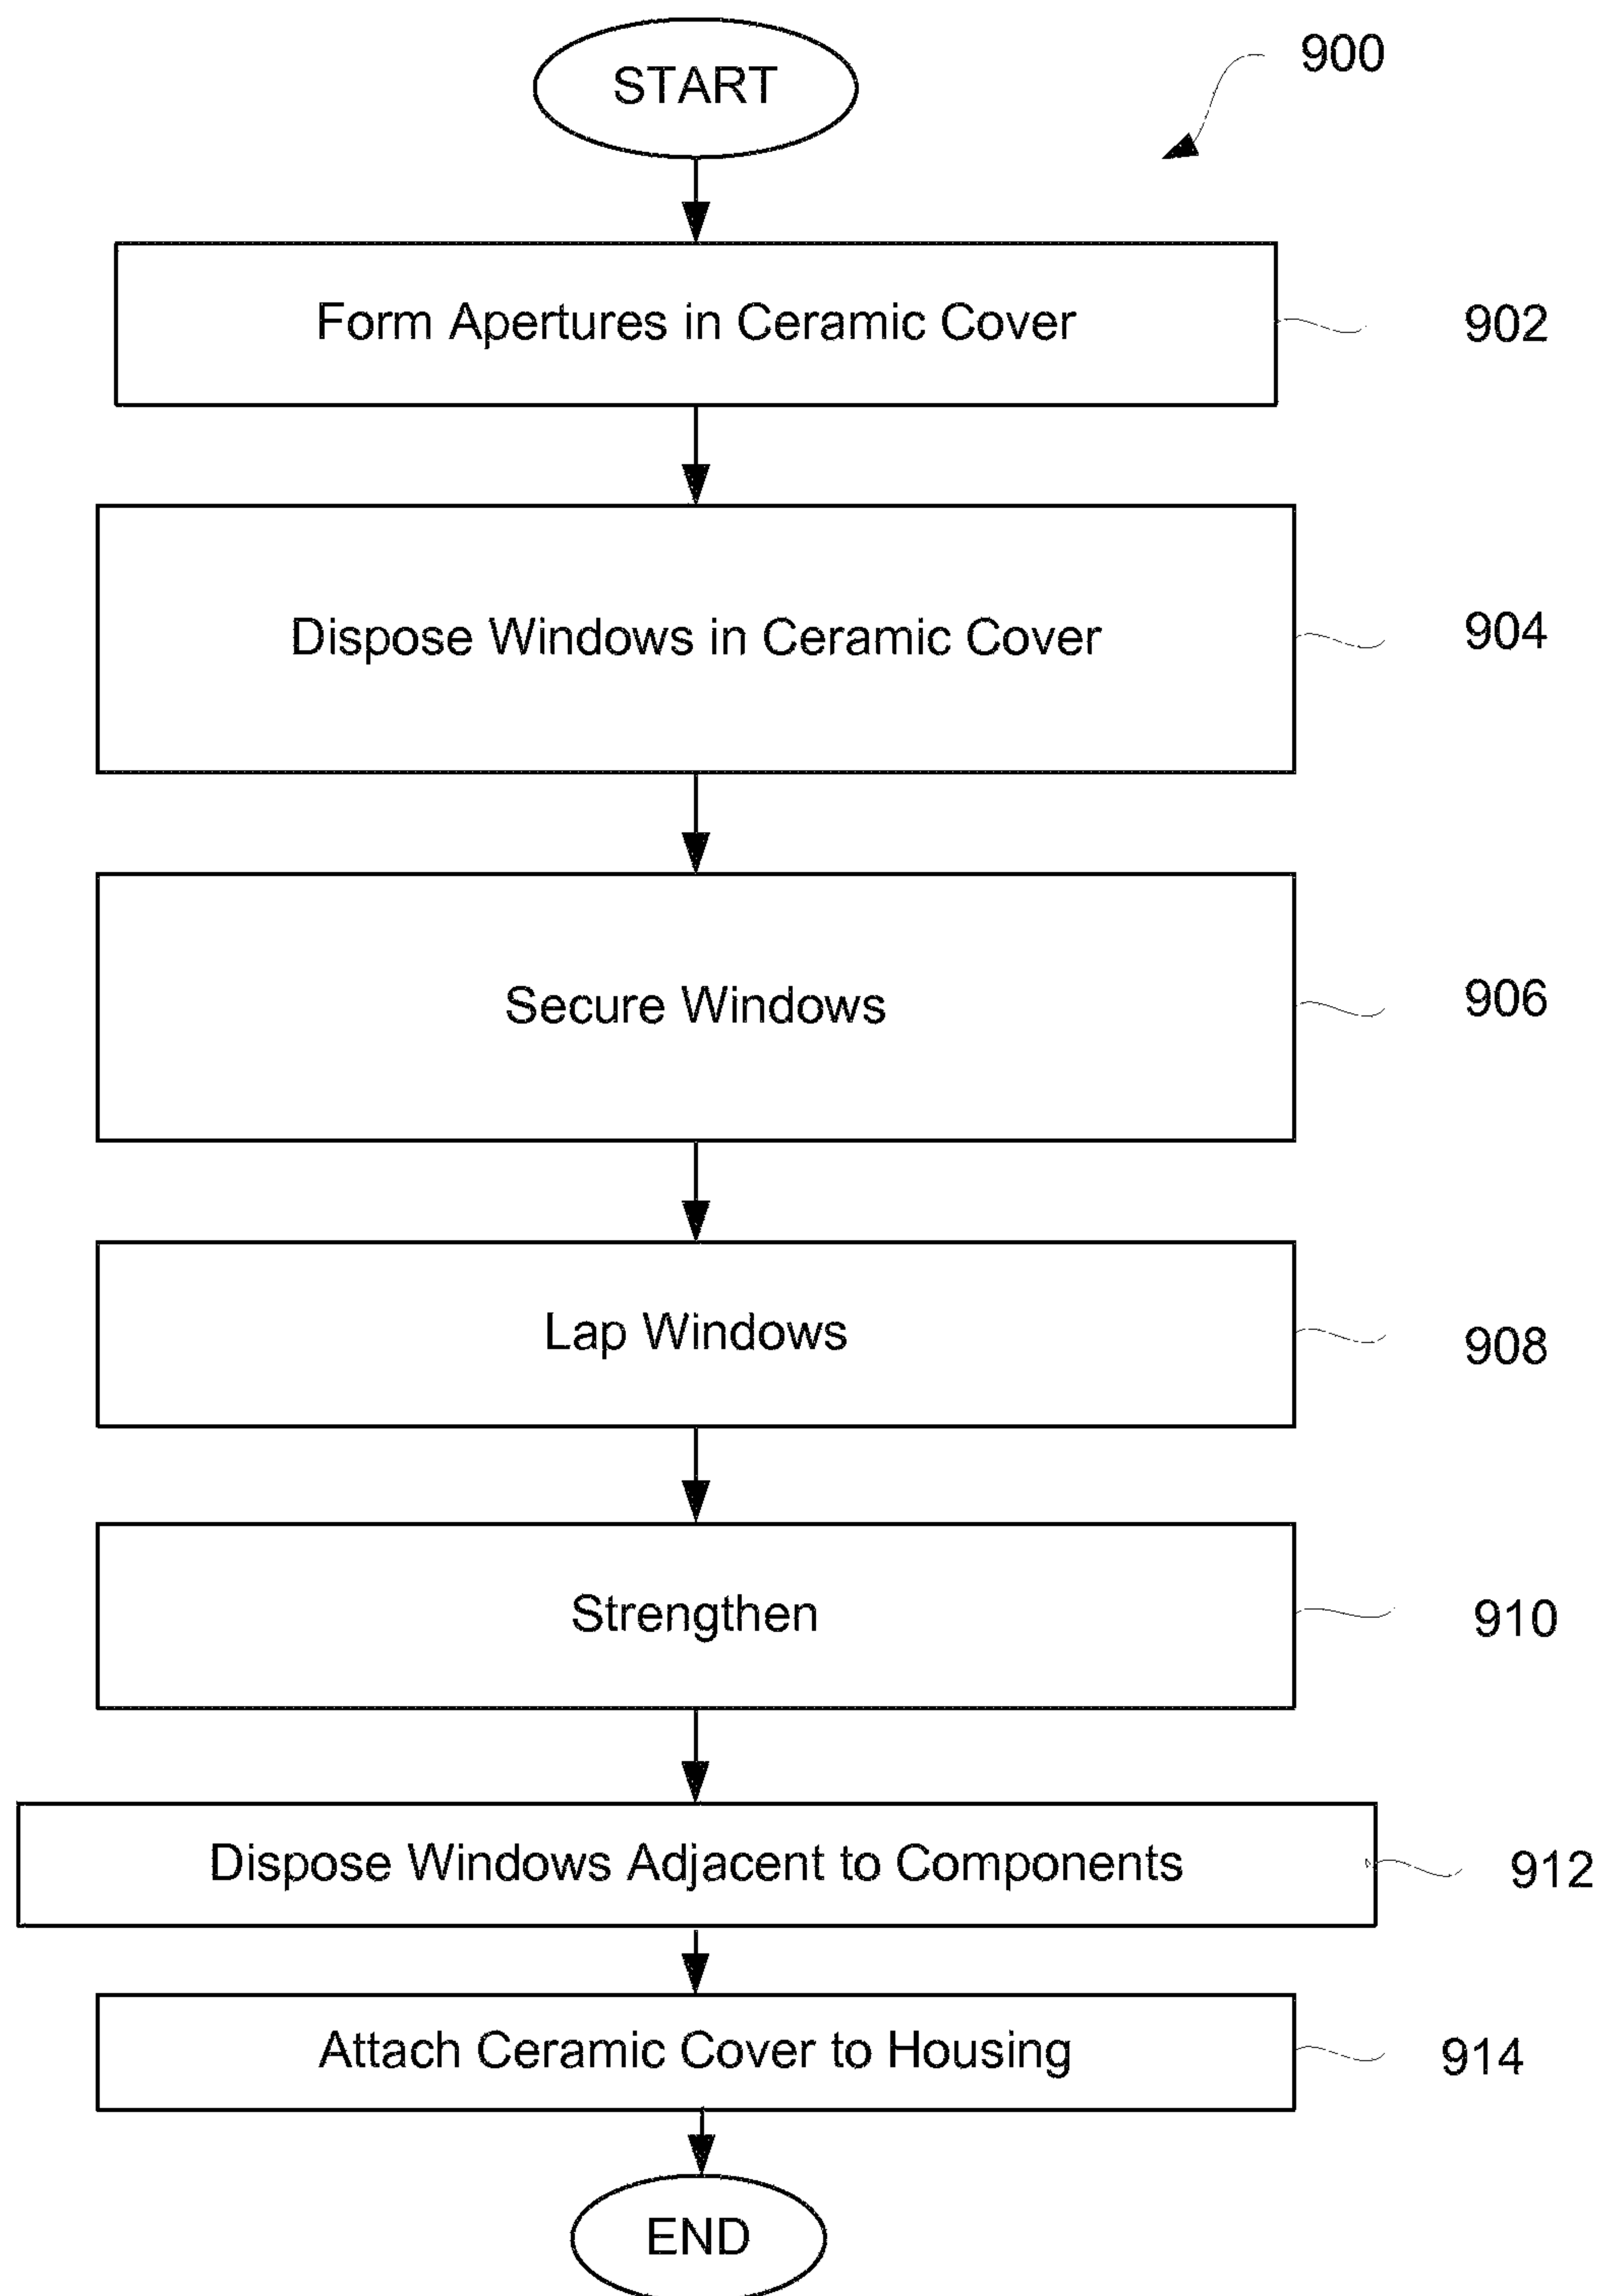 START
900
Form Apertures in Ceramic Cover
902
Dispose Windows in Ceramic Cover
904
Secure Windows
906
Lap Windows
908
Strengthen
910
Dispose Windows Adjacent to Components
912
Attach Ceramic Cover to Housing
914
END